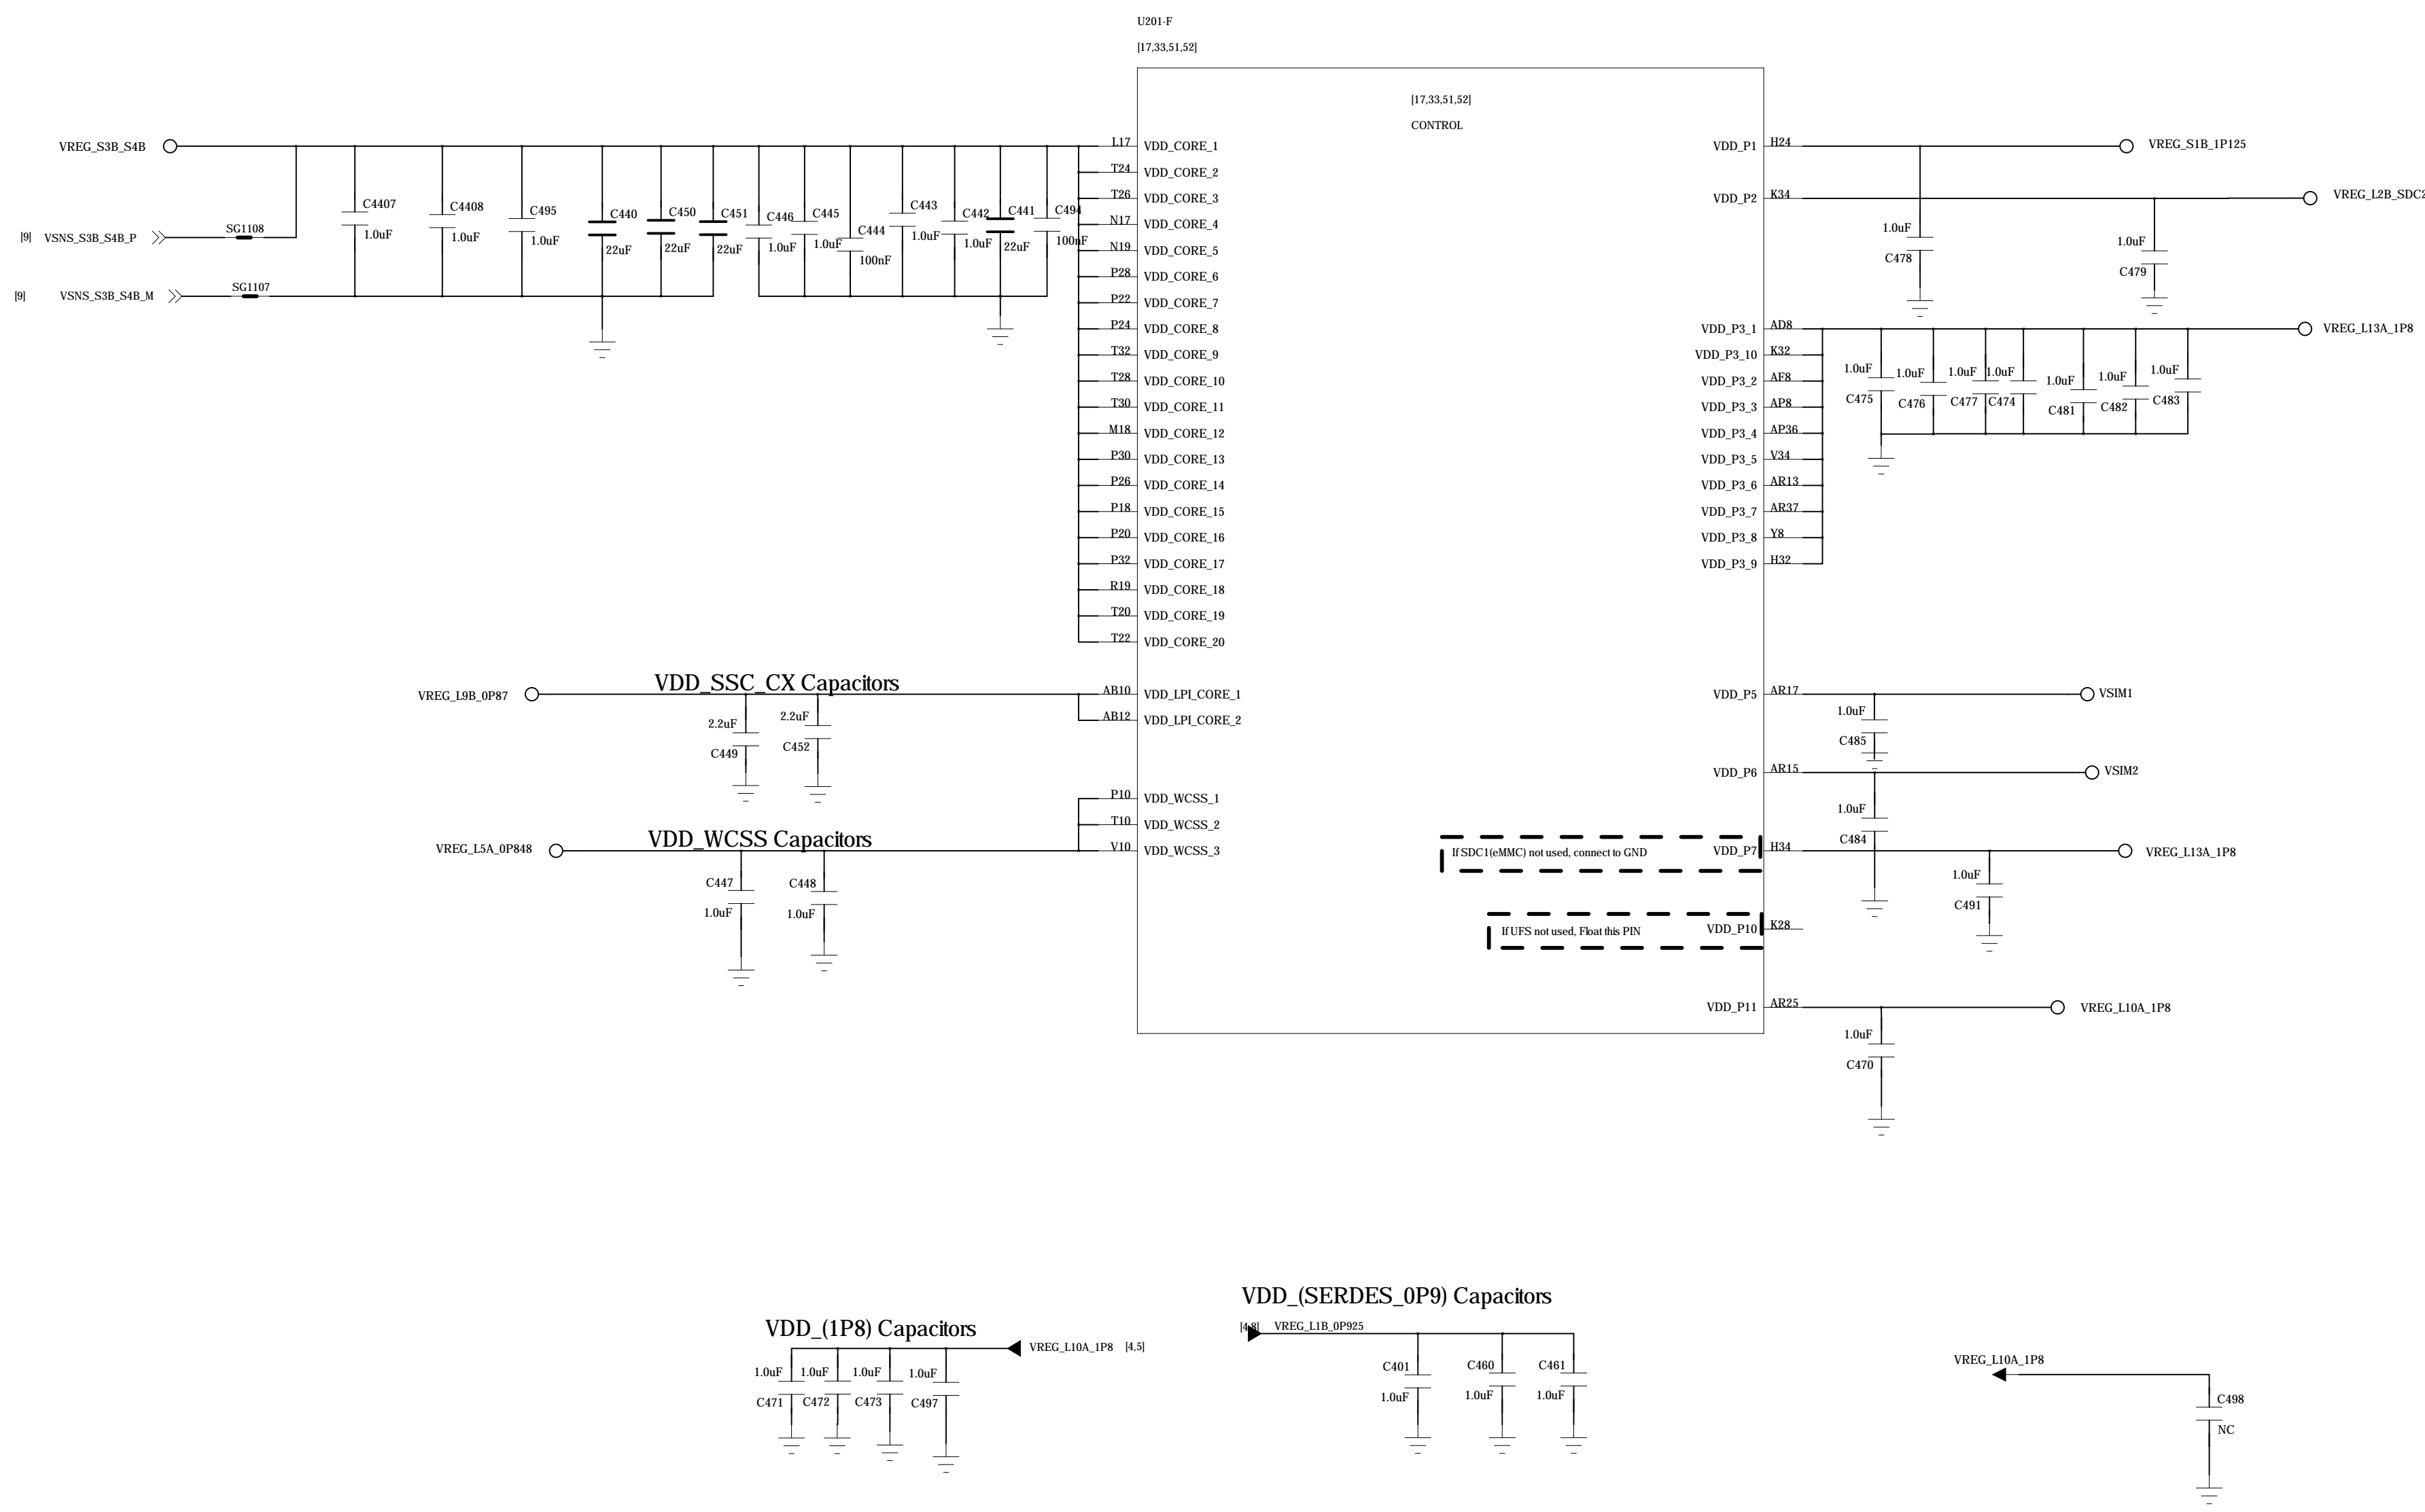 U201-F
[17,33,51,52]
[17,33,51,52]
CONTROL
VREG_S3B_S4B
[9] VSNS_S3B_S4B_P
SG1108
[9] VSNS_S3B_S4B_M
SG1107
C4407
1.0uF
C4408
1.0uF
C495
1.0uF
C440
22uF
C450
22uF
C451
22uF
C446
1.0uF
C445
1.0uF
C444
100nF
C443
1.0uF
C442
1.0uF
C441
22uF
C494
100nF
L17 VDD_CORE_1
T24 VDD_CORE_2
T26 VDD_CORE_3
N17 VDD_CORE_4
N19 VDD_CORE_5
P28 VDD_CORE_6
P22 VDD_CORE_7
P24 VDD_CORE_8
T32 VDD_CORE_9
T28 VDD_CORE_10
T30 VDD_CORE_11
M18 VDD_CORE_12
P30 VDD_CORE_13
P26 VDD_CORE_14
P18 VDD_CORE_15
P20 VDD_CORE_16
P32 VDD_CORE_17
R19 VDD_CORE_18
T20 VDD_CORE_19
T22 VDD_CORE_20
VDD_SSC_CX Capacitors
VREG_L9B_0P87
2.2uF
C449
2.2uF
C452
AB10 VDD_LPI_CORE_1
AB12 VDD_LPI_CORE_2
VDD_WCSS Capacitors
VREG_L5A_0P848
C447
1.0uF
C448
1.0uF
P10 VDD_WCSS_1
T10 VDD_WCSS_2
V10 VDD_WCSS_3
VDD_P1 H24
VREG_S1B_1P125
VDD_P2 K34
VREG_L2B_SDC2
1.0uF
C478
1.0uF
C479
VDD_P3_1 AD8
VDD_P3_10 K32
VDD_P3_2 AF8
VDD_P3_3 AP8
VDD_P3_4 AP36
VDD_P3_5 V34
VDD_P3_6 AR13
VDD_P3_7 AR37
VDD_P3_8 Y8
VDD_P3_9 H32
VREG_L13A_1P8
1.0uF
C475
1.0uF
C476
1.0uF
C477
1.0uF
C474
1.0uF
C481
1.0uF
C482
1.0uF
C483
VDD_P5 AR17
VSIM1
1.0uF
C485
VDD_P6 AR15
VSIM2
1.0uF
C484
If SDC1(eMMC) not used, connect to GND
VDD_P7 H34
VREG_L13A_1P8
1.0uF
C491
If UFS not used, Float this PIN
VDD_P10 K28
VDD_P11 AR25
VREG_L10A_1P8
1.0uF
C470
VDD_(1P8) Capacitors
VREG_L10A_1P8 [4,5]
1.0uF
C471
1.0uF
C472
1.0uF
C473
1.0uF
C497
VDD_(SERDES_0P9) Capacitors
[4,8] VREG_L1B_0P925
C401
1.0uF
C460
1.0uF
C461
1.0uF
VREG_L10A_1P8
C498
NC